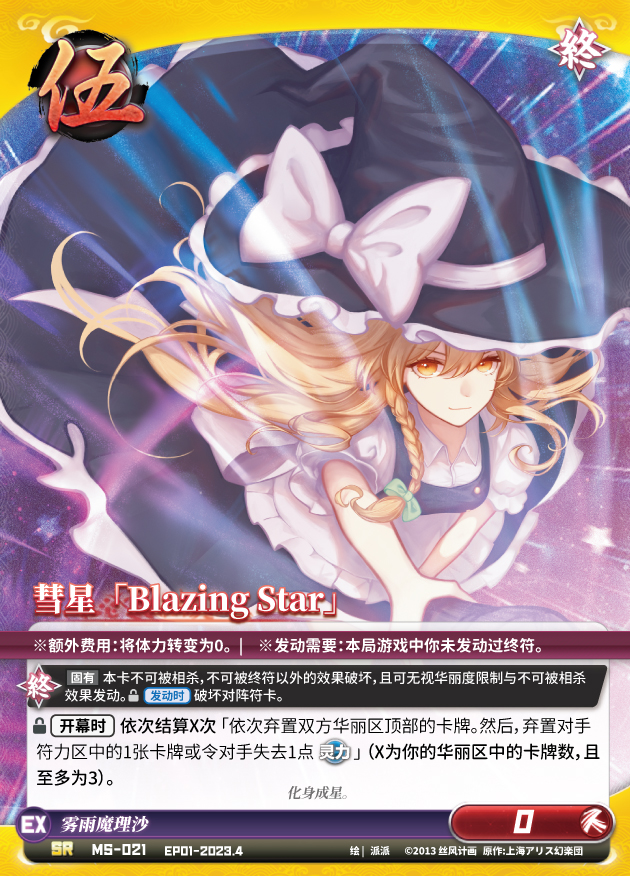 伍
終
彗星「Blazing Star」
※额外费用:将体力转变为0。| ※发动需要:本局游戏中你未发动过终符。
終 固有 本卡不可被相杀,不可被终符以外的效果破坏,且可无视华丽度限制与不可被相杀
效果发动。 发动时 破坏对阵符卡。
开幕时 依次结算X次「依次弃置双方华丽区顶部的卡牌。然后,弃置对手
符力区中的1张卡牌或令对手失去1点 灵力 」(X为你的华丽区中的卡牌数,且
至多为3)。
化身成星。
EX 雾雨魔理沙 0
SR MS-021 EP01-2023.4 绘| 派派 ©2013 丝风计画 原作:上海アリス幻楽団